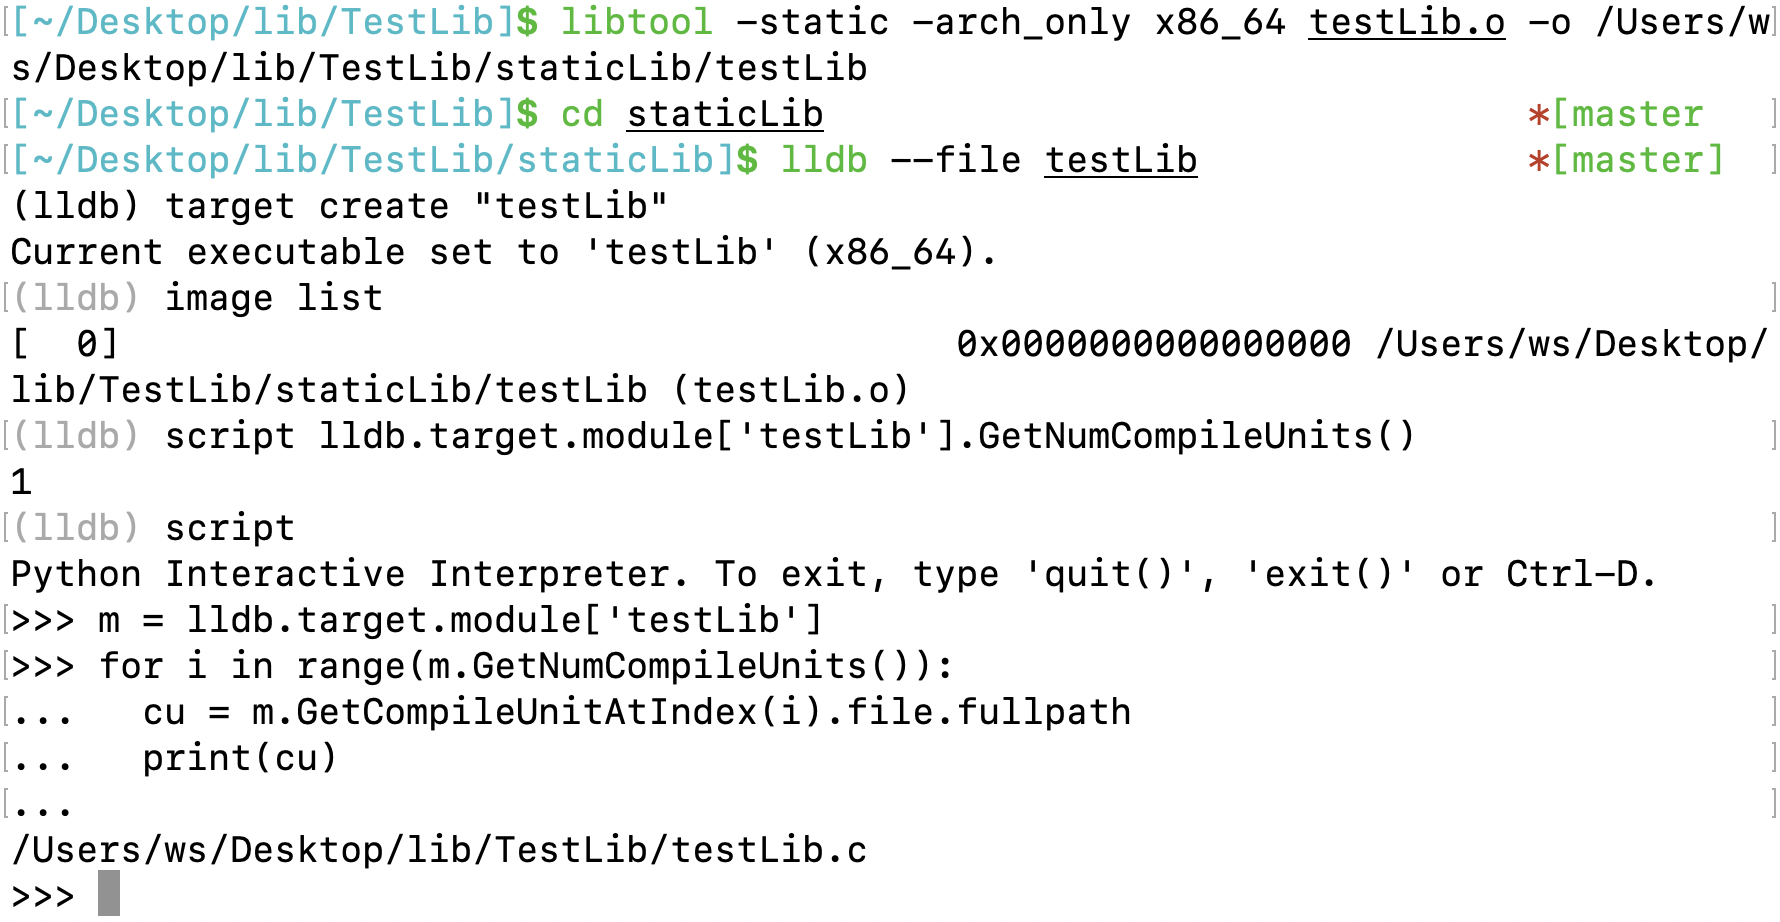 [~/Desktop/lib/TestLib]$ libtool -static -arch_only x86_64 testLib.o -o /Users/w
s/Desktop/lib/TestLib/staticLib/testLib
[~/Desktop/lib/TestLib]$ cd staticLib *[master
[~/Desktop/lib/TestLib/staticLib]$ lldb --file testLib *[master]
(lldb) target create "testLib"
Current executable set to 'testLib' (x86_64).
(lldb) image list
[  0] 0x0000000000000000 /Users/ws/Desktop/
lib/TestLib/staticLib/testLib (testLib.o)
(lldb) script lldb.target.module['testLib'].GetNumCompileUnits()
1
(lldb) script
Python Interactive Interpreter. To exit, type 'quit()', 'exit()' or Ctrl-D.
>>> m = lldb.target.module['testLib']
>>> for i in range(m.GetNumCompileUnits()):
...   cu = m.GetCompileUnitAtIndex(i).file.fullpath
...   print(cu)
...
/Users/ws/Desktop/lib/TestLib/testLib.c
>>>